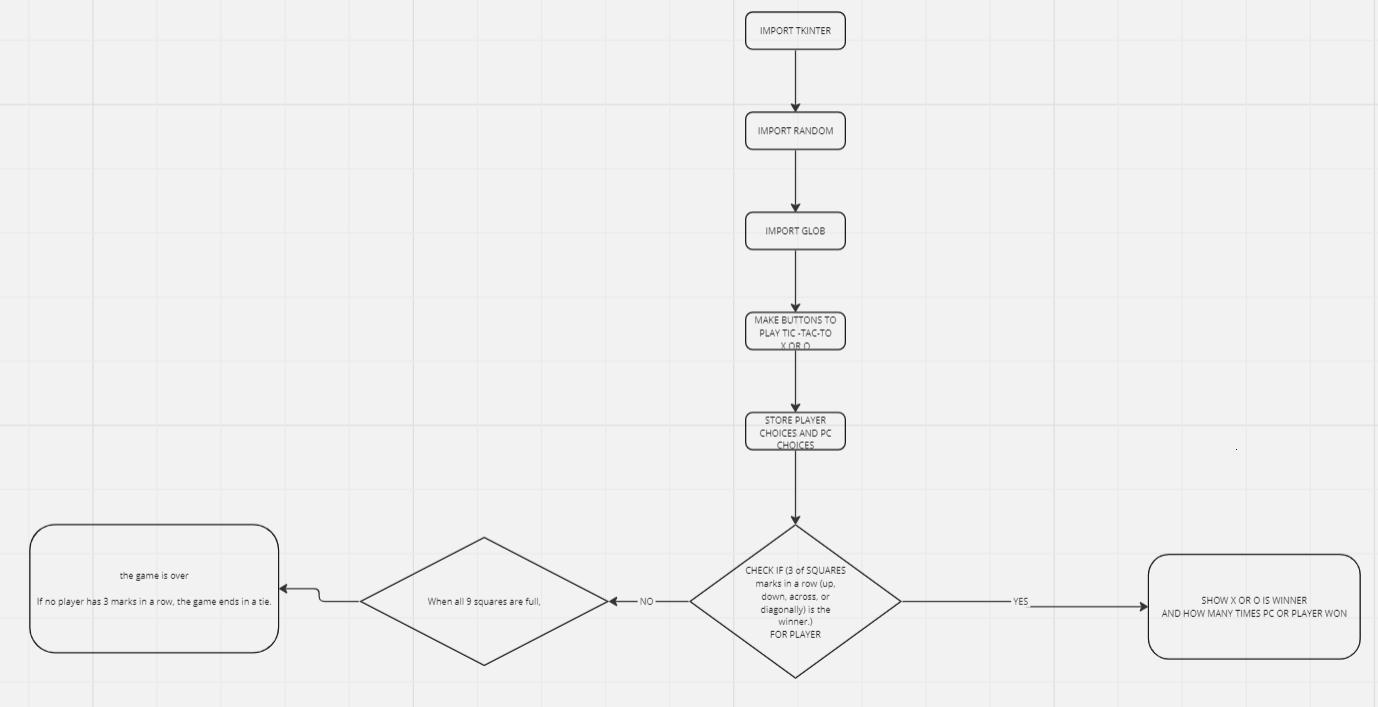 IMPORT TKINTER
IMPORT RANDOM
IMPORT GLOB
MAKE BUTTONS TO
PLAY TIC -TAC-TO
X OR O
STORE PLAYER
CHOICES AND PC
CHOICES
the game is over
If no player has 3 marks in a row, the game ends in a tie.
When all 9 squares are full,
NO
CHECK IF (3 of SQUARES
marks in a row (up,
down, across, or
diagonally) is the
winner.)
FOR PLAYER
YES
SHOW X OR O IS WINNER
AND HOW MANY TIMES PC OR PLAYER WON